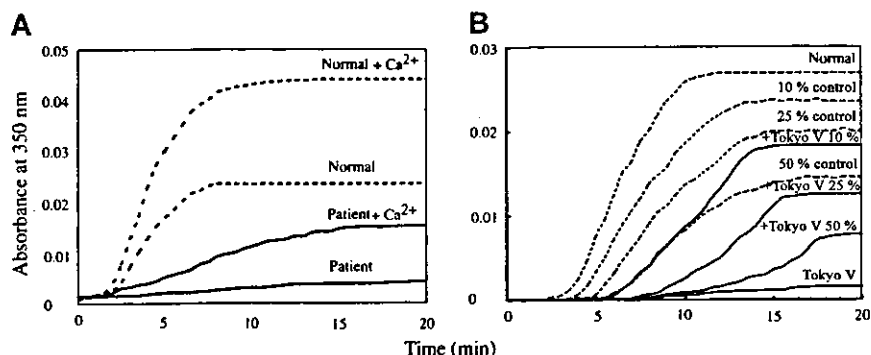 A
Absorbance at 350 nm
0.05
0.04
0.03
0.02
0.01
0
Normal + Ca2+
Normal
Patient + Ca2+
Patient
0
5
10
15
20
B
0.03
0.02
0.01
0
Normal
10 % control
25 % control
+Tokyo V 10 %
50 % control
+Tokyo V 25 %
+Tokyo V 50 %
Tokyo V
0
5
10
15
20
Time (min)